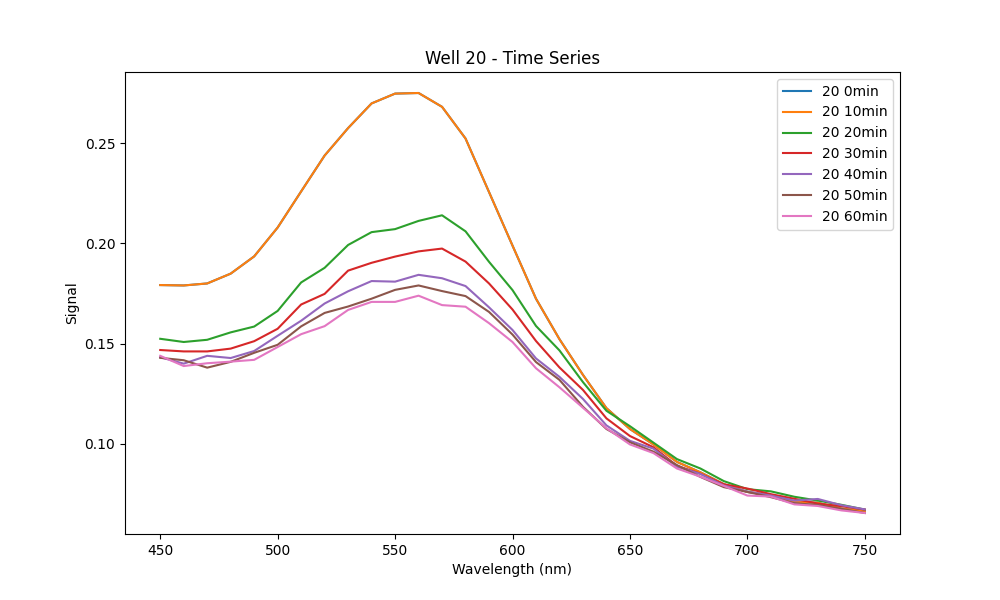 Well 20 - Time Series
Signal
0.25
0.20
0.15
0.10
450 500 550 600 650 700 750
Wavelength (nm)
20 0min
20 10min
20 20min
20 30min
20 40min
20 50min
20 60min